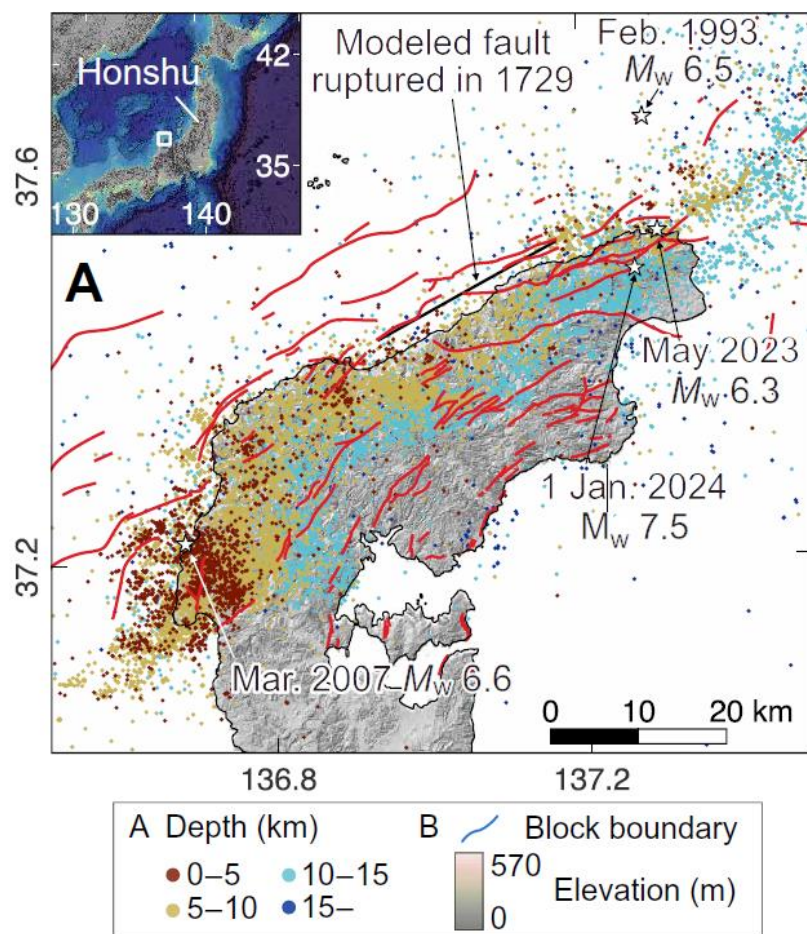 Honshu
42
35
130
140
Modeled fault
ruptured in 1729
Feb. 1993
Mw 6.5
37.6
A
May 2023
Mw 6.3
1 Jan. 2024
Mw 7.5
37.2
Mar. 2007 Mw 6.6
0 10 20 km
136.8
137.2
A Depth (km)
0–5
10–15
5–10
15–
B Block boundary
570
0
Elevation (m)